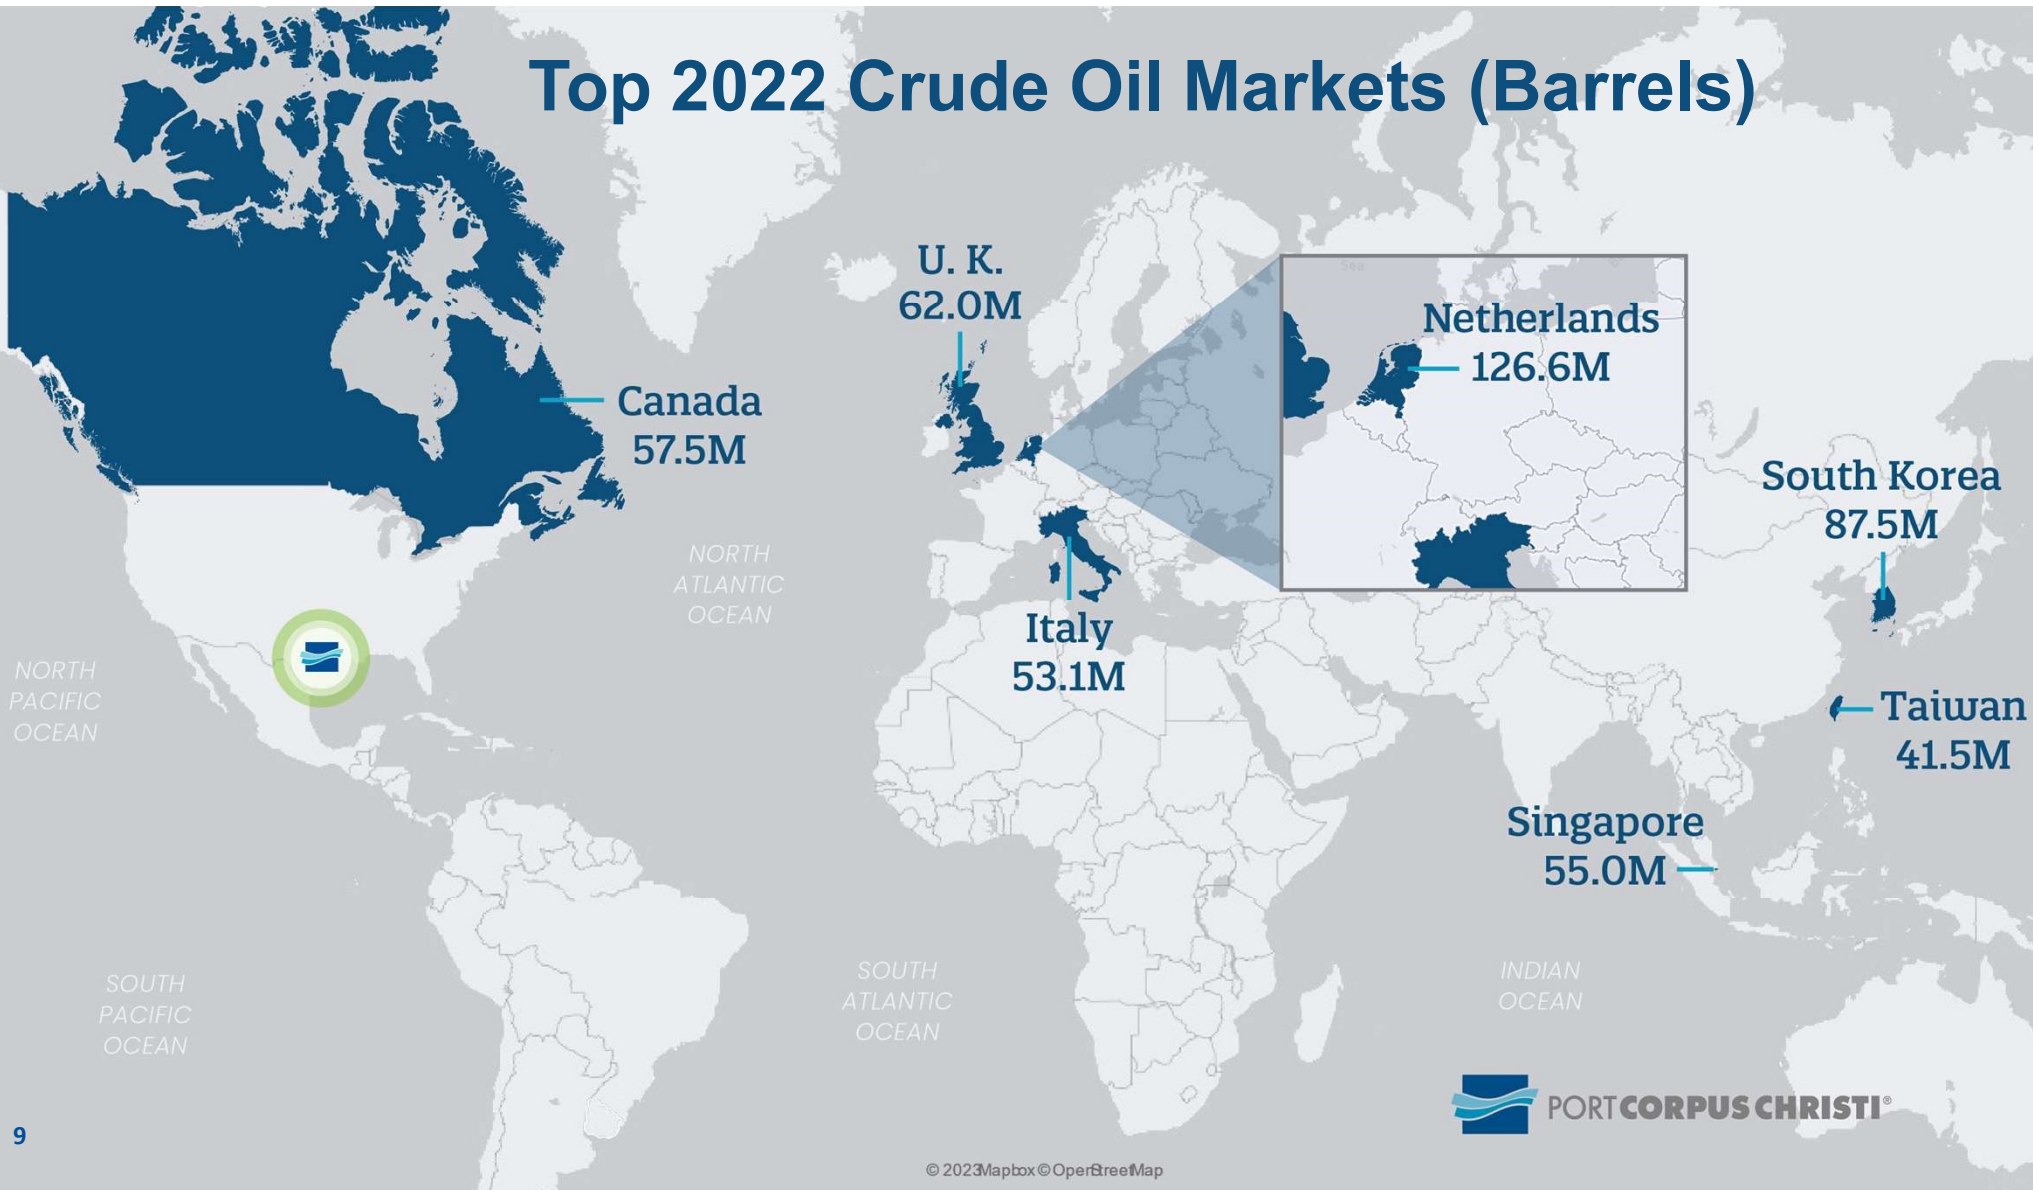 Top 2022 Crude Oil Markets (Barrels)
U. K.
62.0M
Sea
Netherlands
126.6M
Canada
57.5M
South Korea
87.5M
NORTH
ATLANTIC
OCEAN
Italy
53.1M
NORTH
PACIFIC
OCEAN
Taiwan
41.5M
Singapore
55.0M
SOUTH
PACIFIC
OCEAN
SOUTH
ATLANTIC
OCEAN
INDIAN
OCEAN
PORT CORPUS CHRISTI®
9
© 2023 Mapbox © OpenStreetMap